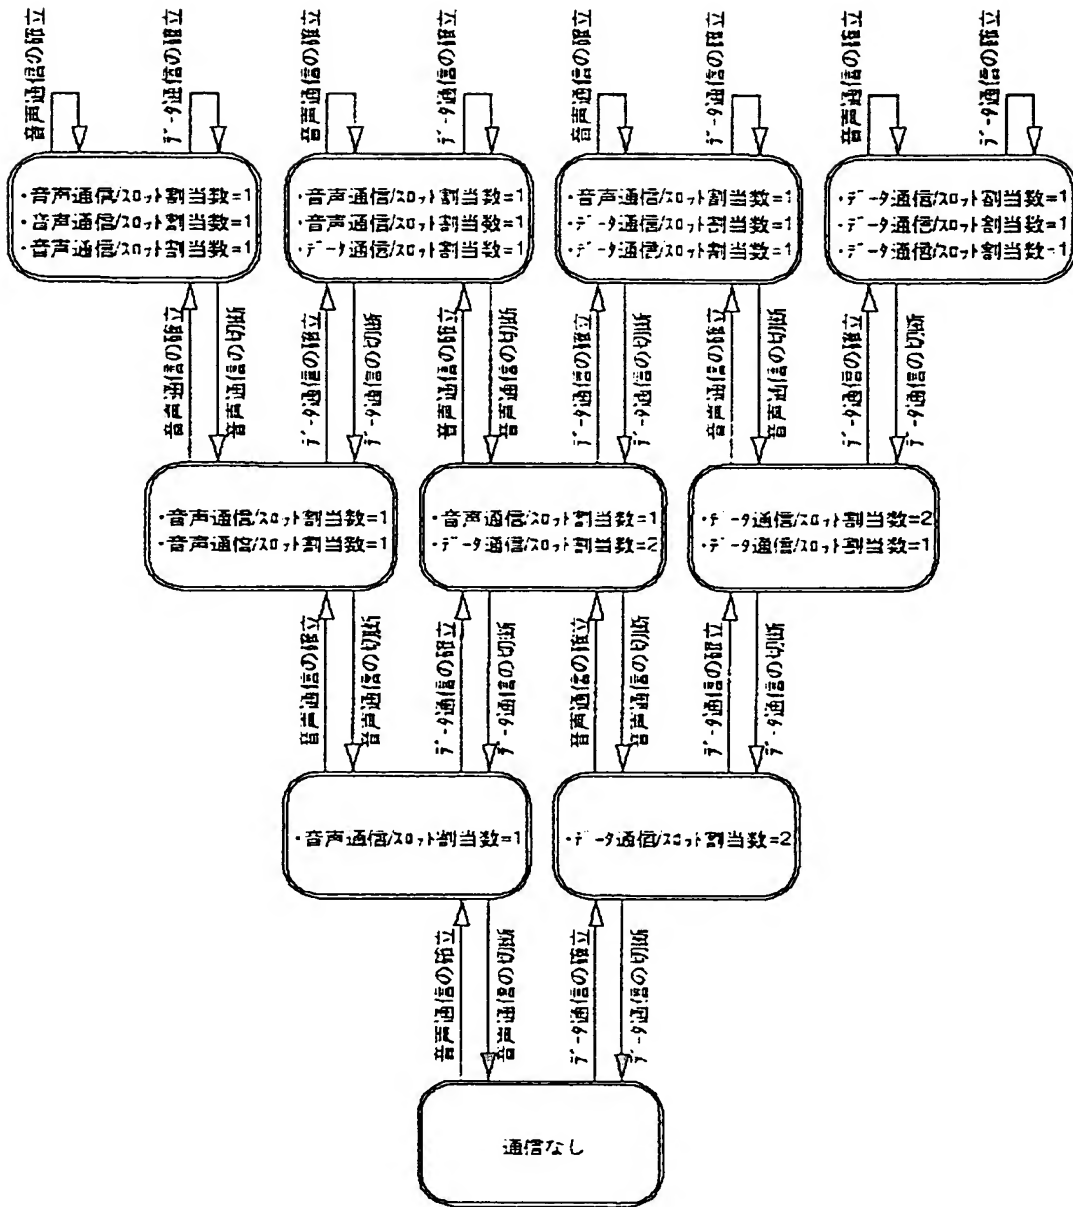 音声通信の確立
データ通信の確立
音声通信の確立
データ通信の確立
音声通信の確立
データ通信の確立
音声通信の確立
データ通信の確立
・音声通信/スロット割当数=1
・音声通信/スロット割当数=1
・音声通信/スロット割当数=1
・音声通信/スロット割当数=1
・音声通信/スロット割当数=1
・データ通信/スロット割当数=1
・音声通信/スロット割当数=1
・データ通信/スロット割当数=1
・データ通信/スロット割当数=1
・データ通信/スロット割当数=1
・データ通信/スロット割当数=1
・データ通信/スロット割当数=1
音声通信の確立
音声通信の切断
データ通信の確立
データ通信の切断
音声通信の確立
音声通信の切断
データ通信の確立
データ通信の切断
音声通信の確立
音声通信の切断
データ通信の確立
データ通信の切断
・音声通信/スロット割当数=1
・音声通信/スロット割当数=1
・音声通信/スロット割当数=1
・データ通信/スロット割当数=2
・データ通信/スロット割当数=2
・データ通信/スロット割当数=1
音声通信の確立
音声通信の切断
データ通信の確立
データ通信の切断
音声通信の確立
音声通信の切断
データ通信の確立
データ通信の切断
・音声通信/スロット割当数=1
・データ通信/スロット割当数=2
音声通信の確立
音声通信の切断
データ通信の確立
データ通信の切断
通信なし